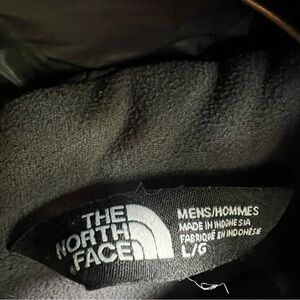 THE
NORTH
FACE
MENS/HOMMES
MADE IN INDONESIA
FABRIQUÉ EN INDONÉSIE
L/G